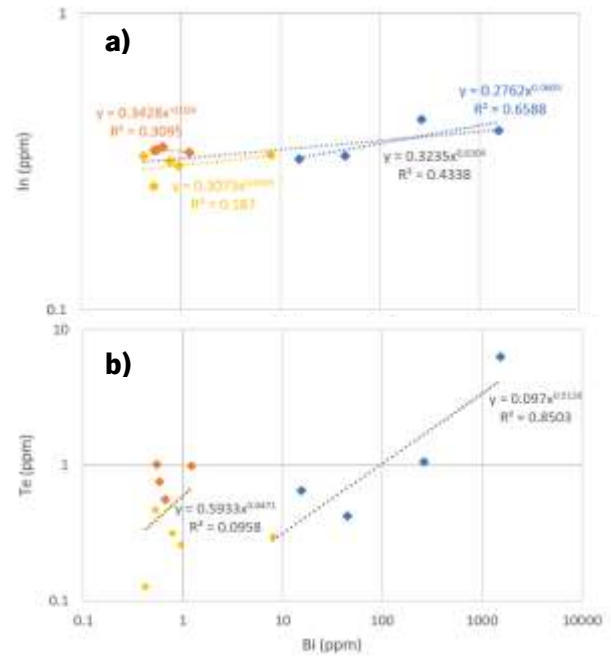 1
a)
y = 0.2762x
R² = 0.6588
y = 0.3428x
R² = 0.3095
In (ppm)
y = 0.3235x
R² = 0.4338
y = 0.3073x
R² = 0.187
0.1
10
b)
y = 0.097x
R² = 0.8503
Te (ppm)
1
y = 0.5933x
R² = 0.0958
0.1
0.1 1 10 100 1000 10000
Bi (ppm)